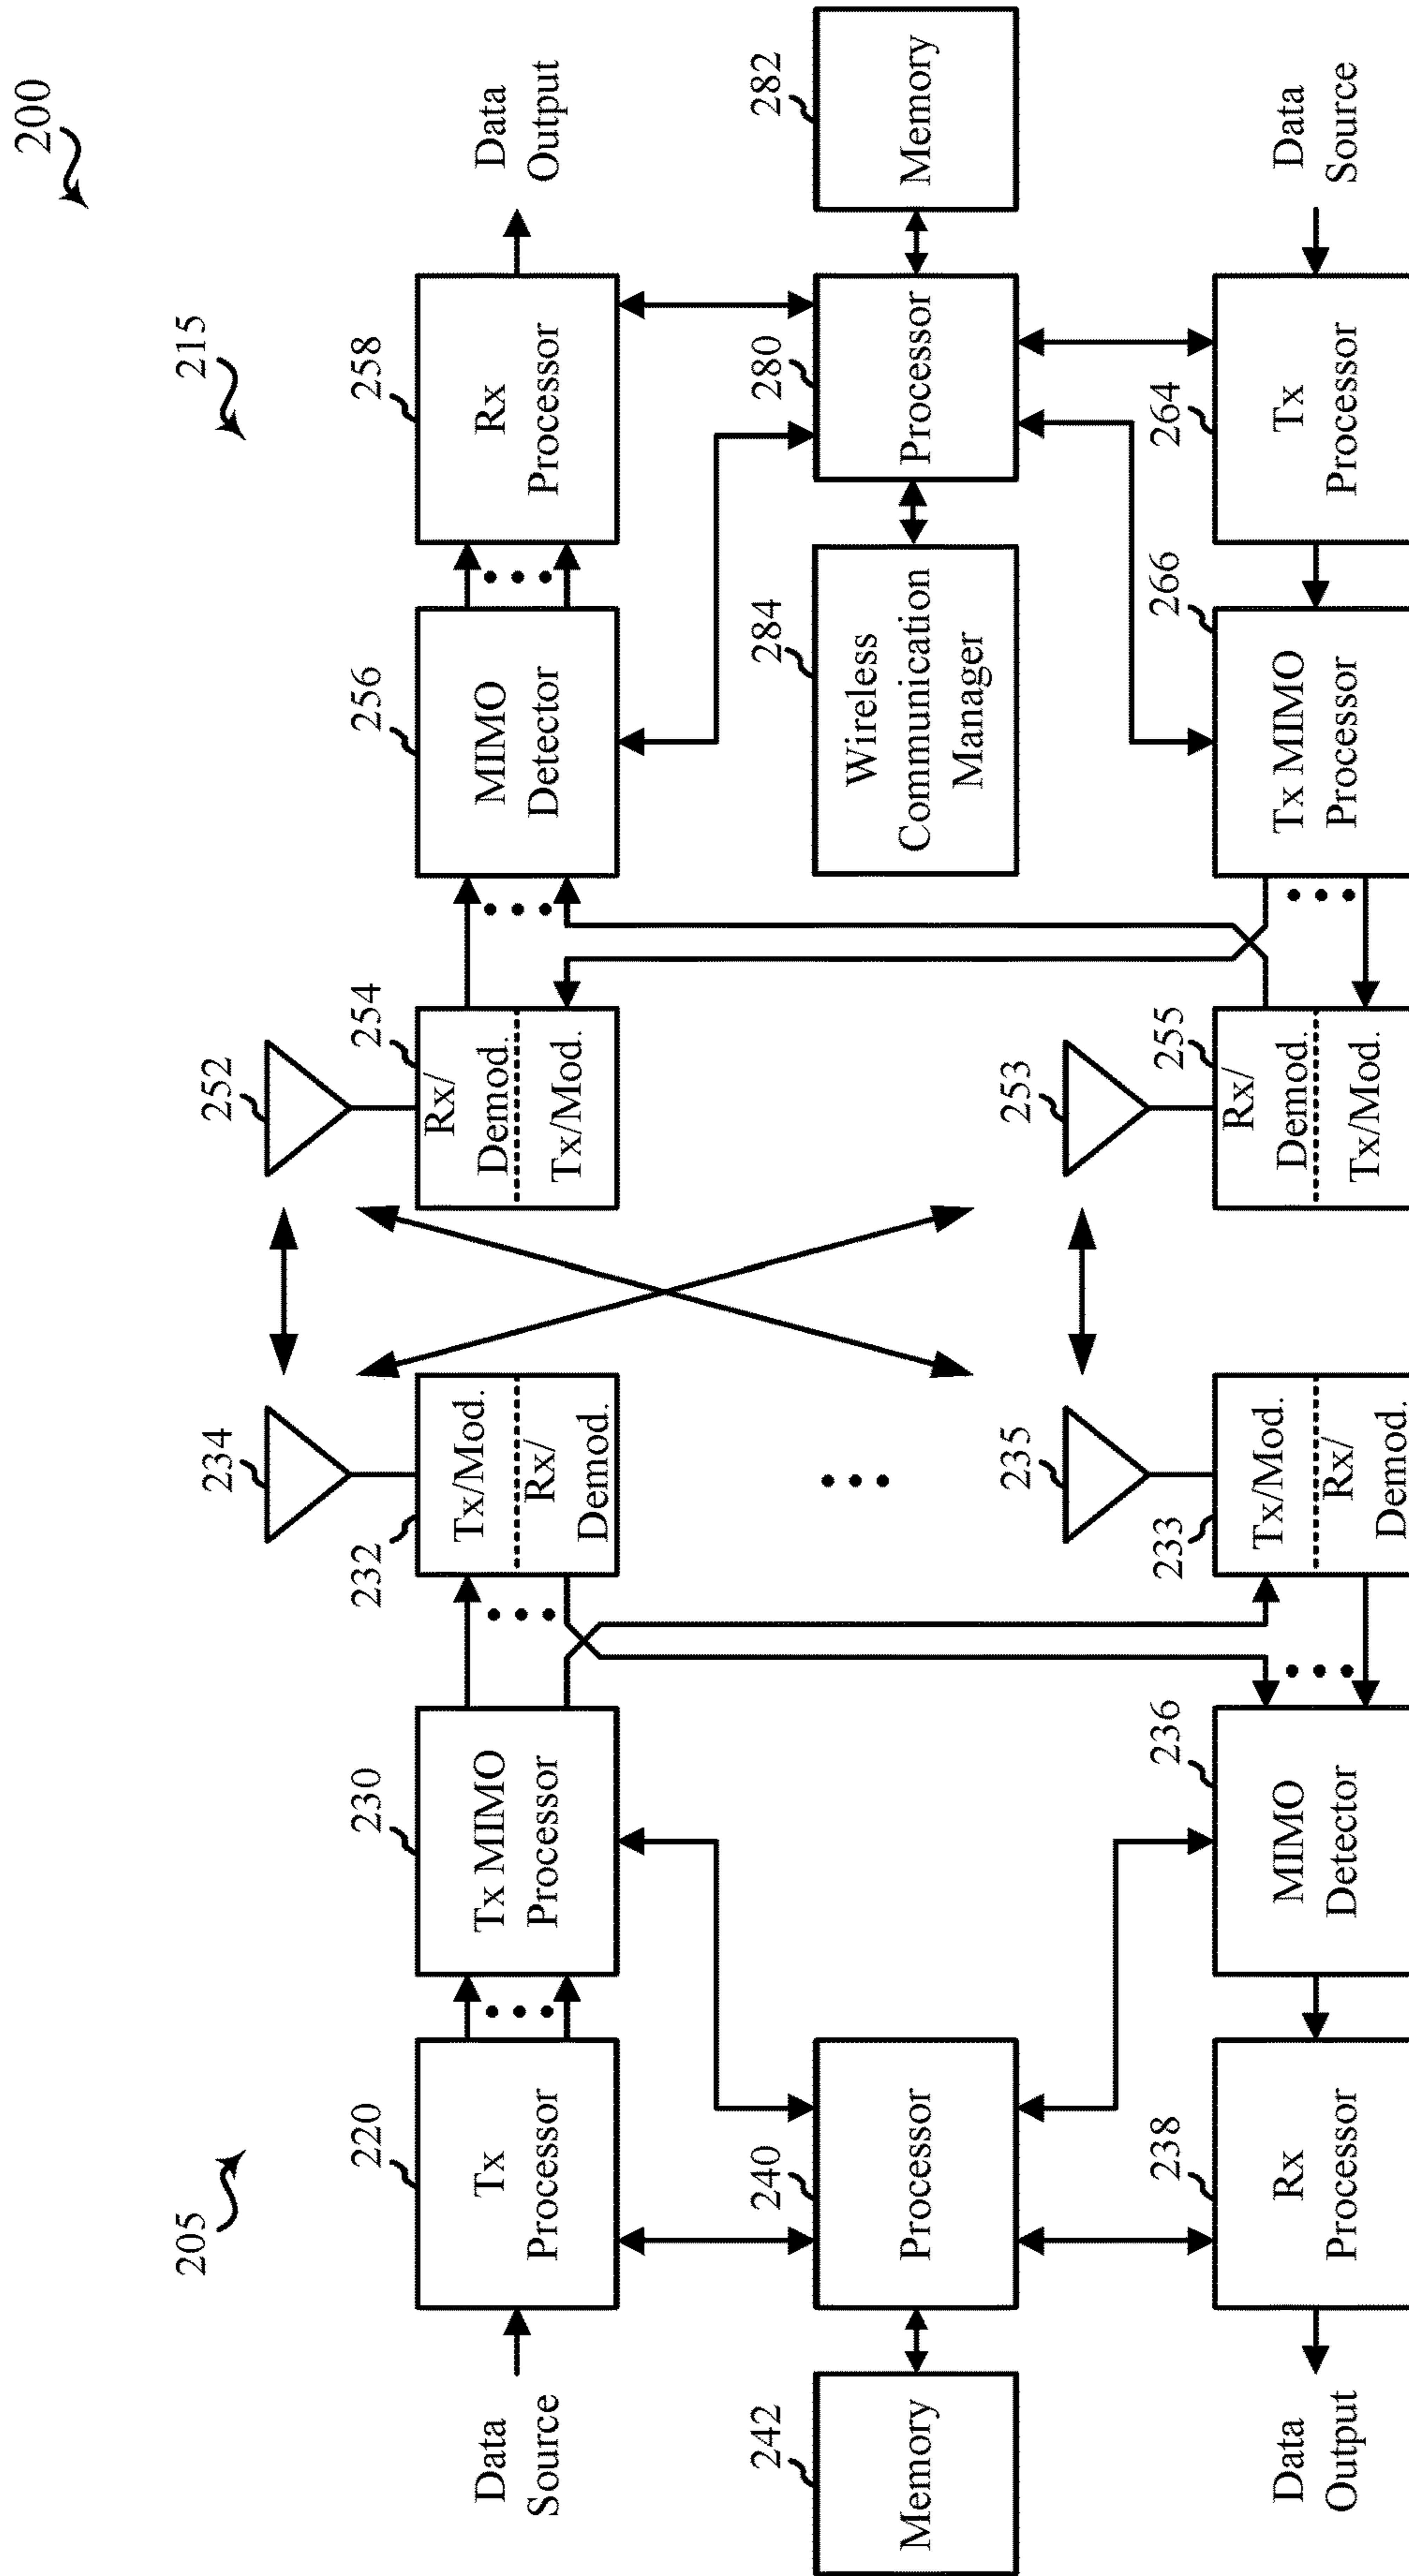 200
205
215
Data
Source
220
Tx
Processor
230
Tx MIMO
Processor
232
Tx/Mod.
Rx/
Demod.
234
252
254
Rx/
Demod.
Tx/Mod.
256
MIMO
Detector
258
Rx
Processor
Data
Output
242
Memory
240
Processor
284
Wireless
Communication
Manager
280
Processor
282
Memory
Data
Output
238
Rx
Processor
236
MIMO
Detector
233
Tx/Mod.
Rx/
Demod.
235
253
255
Rx/
Demod.
Tx/Mod.
266
Tx MIMO
Processor
264
Tx
Processor
Data
Source